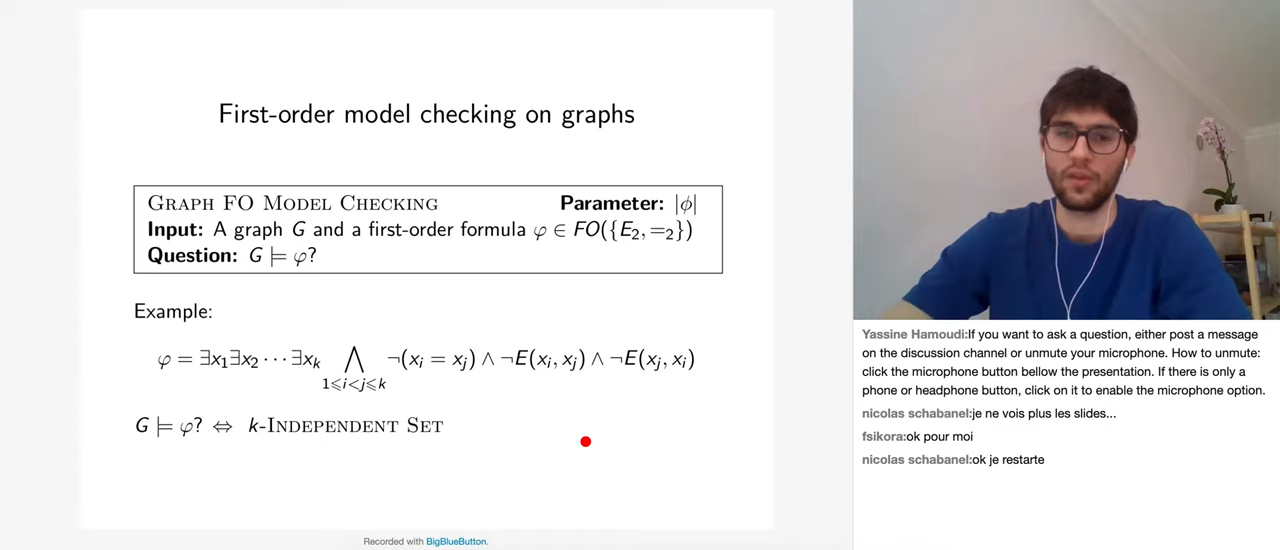 First-order model checking on graphs
GRAPH FO MODEL CHECKING Parameter: |ϕ|
Input: A graph G and a first-order formula φ ∈ FO({E₂, =₂})
Question: G ⊨ φ?
Example:
φ = ∃x₁∃x₂ ⋯ ∃xₖ ⋀ ¬(xᵢ = xⱼ) ∧ ¬E(xᵢ, xⱼ) ∧ ¬E(xⱼ, xᵢ)
1⩽i<j⩽k
G ⊨ φ? ⇔ k-INDEPENDENT SET
Recorded with BigBlueButton.
Yassine Hamoudi:If you want to ask a question, either post a message
on the discussion channel or unmute your microphone. How to unmute:
click the microphone button bellow the presentation. If there is only a
phone or headphone button, click on it to enable the microphone option.
nicolas schabanel:je ne vois plus les slides...
fsikora:ok pour moi
nicolas schabanel:ok je restarte